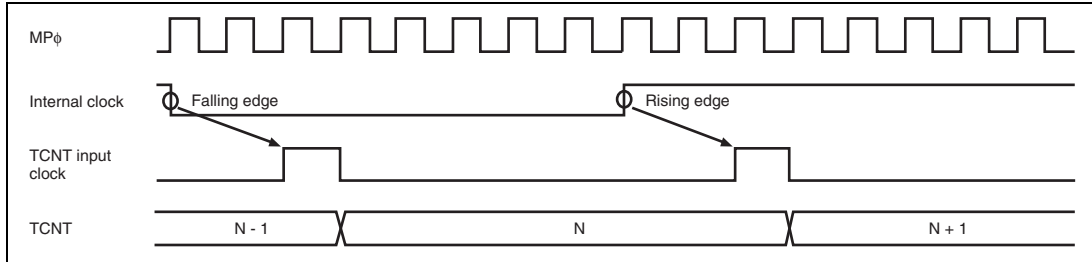 MPϕ
Internal clock
Falling edge
Rising edge
TCNT input
clock
TCNT
N - 1
N
N + 1